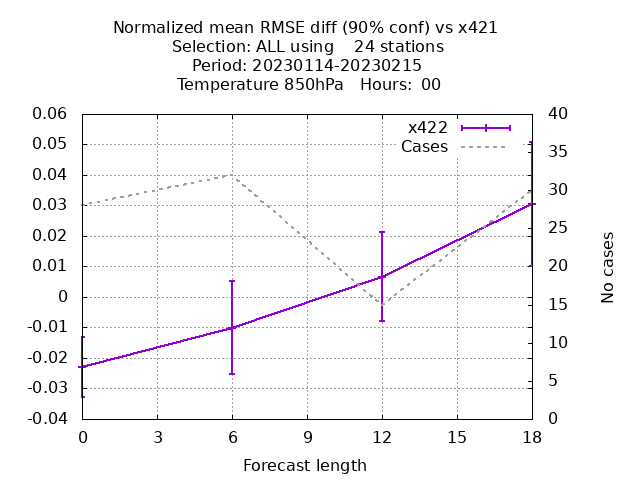 Normalized mean RMSE diff (90% conf) vs x421
Selection: ALL using    24 stations
Period: 20230114-20230215
Temperature 850hPa   Hours:  00
x422
Cases
0.06
0.05
0.04
0.03
0.02
0.01
0
-0.01
-0.02
-0.03
-0.04
40
35
30
25
20
15
10
5
0
No cases
0 3 6 9 12 15 18
Forecast length